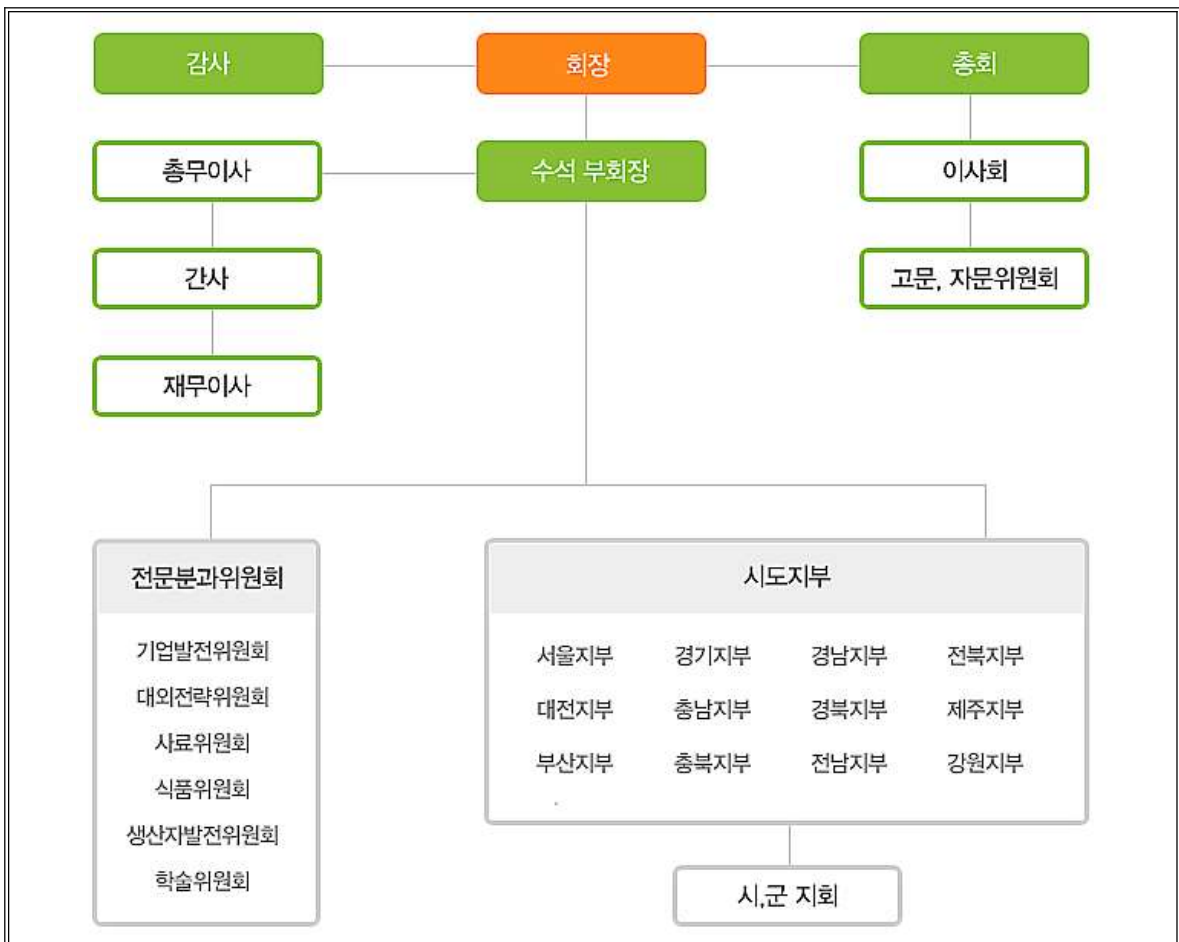 감사 회장 총회
총무이사 수석 부회장 이사회
간사 고문, 자문위원회
재무이사
전문분과위원회
기업발전위원회
대외전략위원회
사료위원회
식품위원회
생산자발전위원회
학술위원회
시도지부
서울지부 경기지부 경남지부 전북지부
대전지부 충남지부 경북지부 제주지부
부산지부 충북지부 전남지부 강원지부
시,군 지회